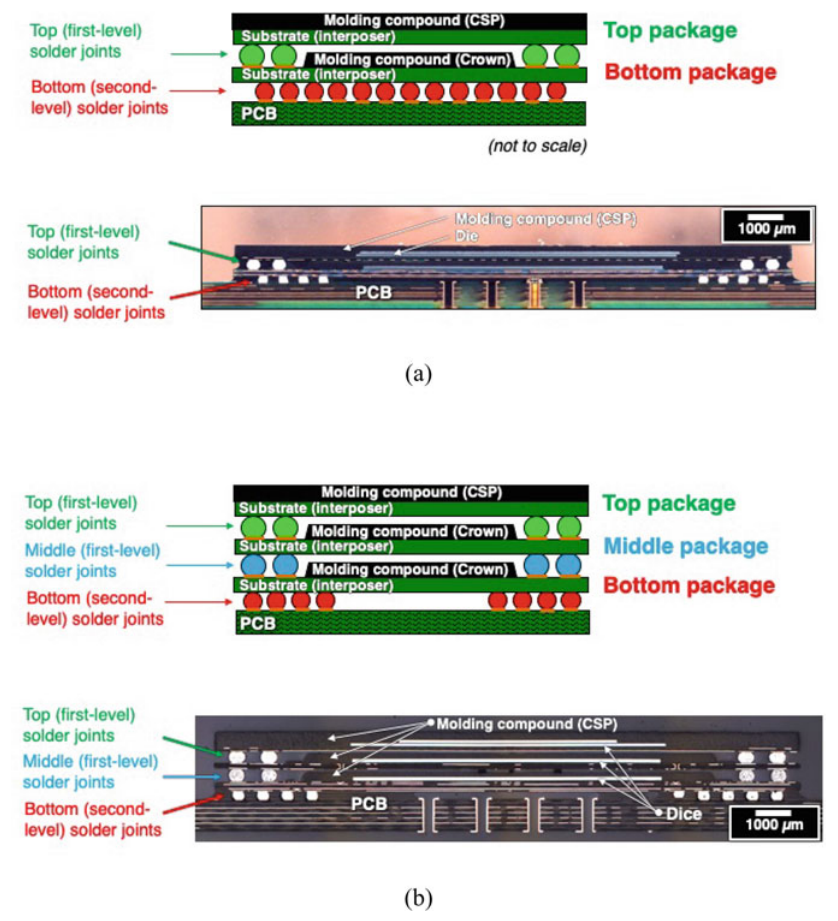 Molding compound (CSP)
Substrate (interposer)
Top (first-level)
solder joints
Top package
Molding compound (Crown)
Substrate (interposer)
Bottom package
Bottom (second-
level) solder joints
PCB
(not to scale)
Molding compound (CSP)
Die
1000 µm
Top (first-level)
solder joints
Bottom (second-
level) solder joints
PCB
(a)
Molding compound (CSP)
Substrate (interposer)
Top (first-level)
solder joints
Top package
Molding compound (Crown)
Substrate (interposer)
Middle (first-level)
solder joints
Middle package
Molding compound (Crown)
Substrate (interposer)
Bottom package
Bottom (second-
level) solder joints
PCB
Top (first-level)
solder joints
Molding compound (CSP)
Middle (first-level)
solder joints
Bottom (second-
level) solder joints
PCB
Dice
1000 µm
(b)